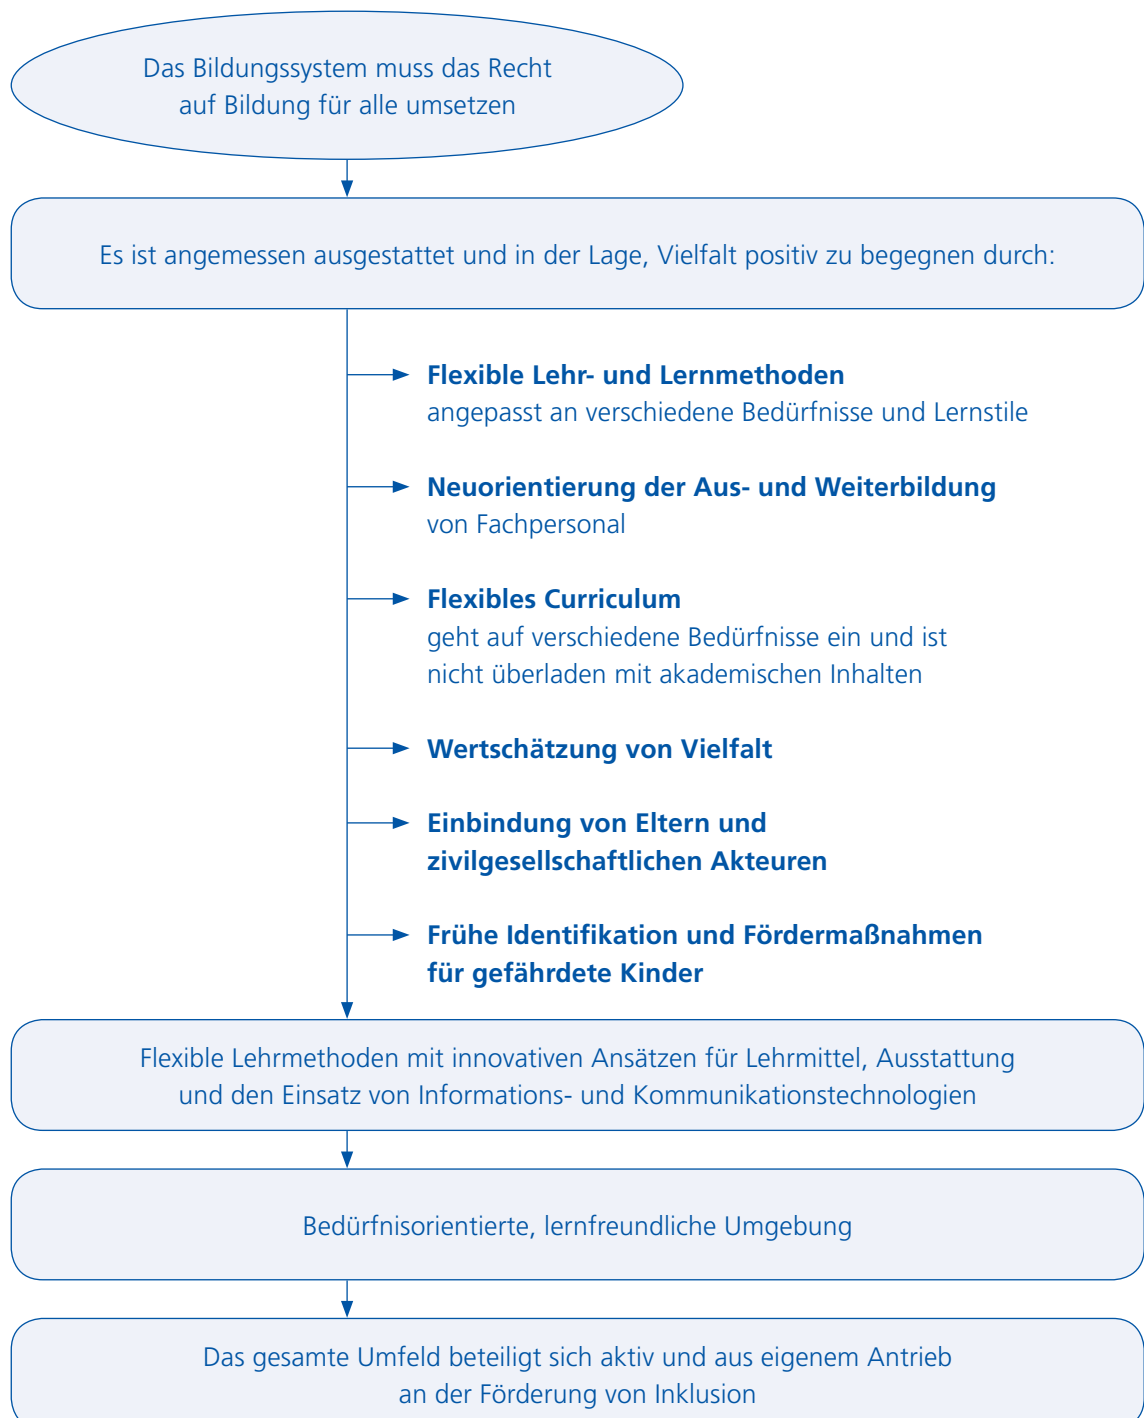 Das Bildungssystem muss das Recht
auf Bildung für alle umsetzen
Es ist angemessen ausgestattet und in der Lage, Vielfalt positiv zu begegnen durch:
Flexible Lehr- und Lernmethoden
angepasst an verschiedene Bedürfnisse und Lernstile
Neuorientierung der Aus- und Weiterbildung
von Fachpersonal
Flexibles Curriculum
geht auf verschiedene Bedürfnisse ein und ist
nicht überladen mit akademischen Inhalten
Wertschätzung von Vielfalt
Einbindung von Eltern und
zivilgesellschaftlichen Akteuren
Frühe Identifikation und Fördermaßnahmen
für gefährdete Kinder
Flexible Lehrmethoden mit innovativen Ansätzen für Lehrmittel, Ausstattung
und den Einsatz von Informations- und Kommunikationstechnologien
Bedürfnisorientierte, lernfreundliche Umgebung
Das gesamte Umfeld beteiligt sich aktiv und aus eigenem Antrieb
an der Förderung von Inklusion